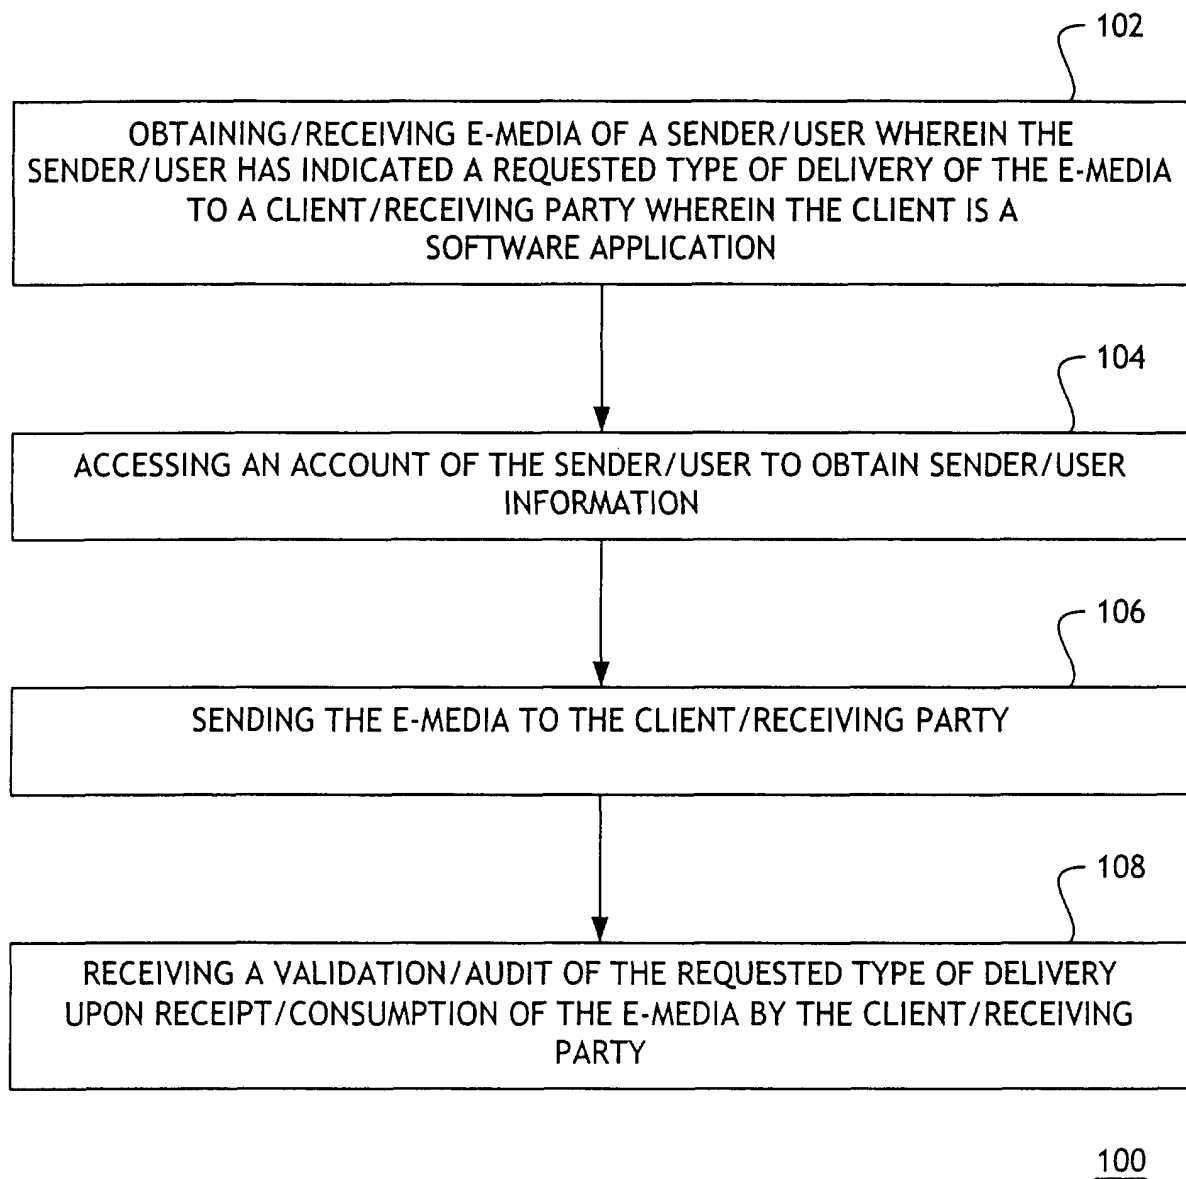 102
OBTAINING/RECEIVING E-MEDIA OF A SENDER/USER WHEREIN THE
SENDER/USER HAS INDICATED A REQUESTED TYPE OF DELIVERY OF THE E-MEDIA
TO A CLIENT/RECEIVING PARTY WHEREIN THE CLIENT IS A
SOFTWARE APPLICATION
104
ACCESSING AN ACCOUNT OF THE SENDER/USER TO OBTAIN SENDER/USER
INFORMATION
106
SENDING THE E-MEDIA TO THE CLIENT/RECEIVING PARTY
108
RECEIVING A VALIDATION/AUDIT OF THE REQUESTED TYPE OF DELIVERY
UPON RECEIPT/CONSUMPTION OF THE E-MEDIA BY THE CLIENT/RECEIVING
PARTY
100